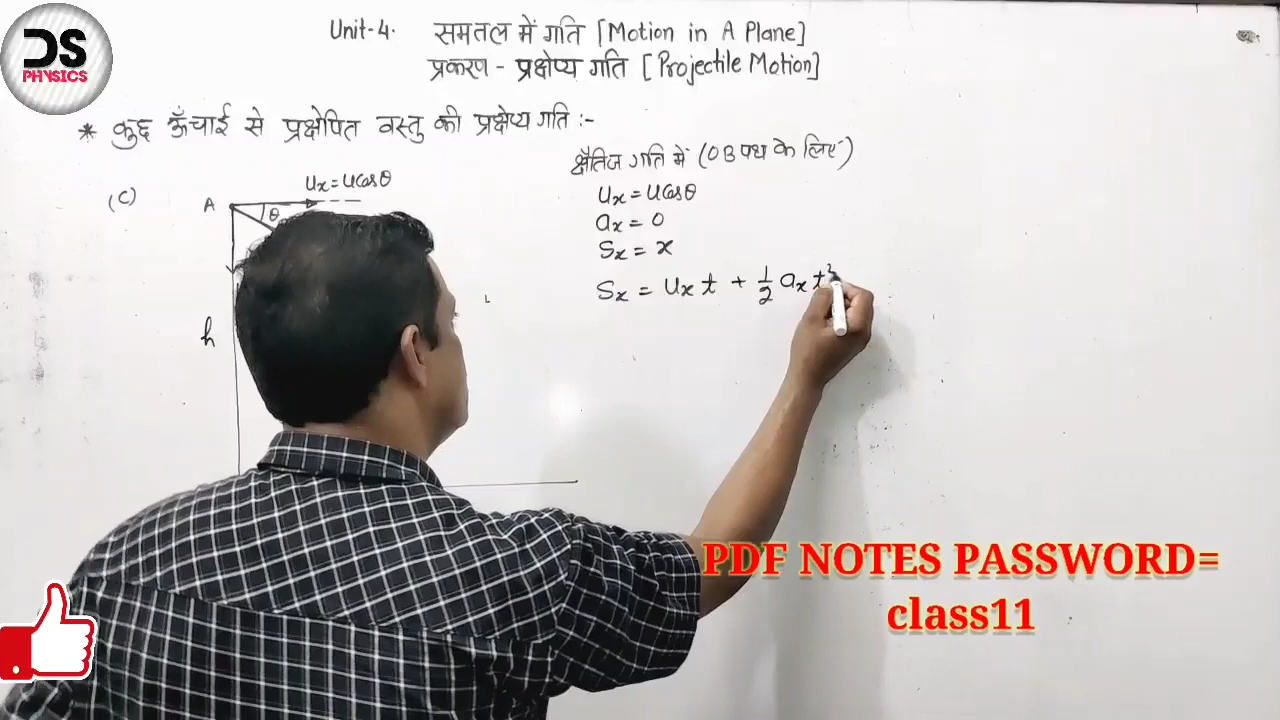 DS
PHYSICS
Unit-4. समतल में गति [Motion in A Plane]
प्रकरण - प्रक्षेप्य गति [Projectile Motion]
* कुछ ऊँचाई से प्रक्षेपित वस्तु की प्रक्षेप्य गति :-
(C)
A
ux = ucosθ
θ
h
क्षैतिज गति में (OB पथ के लिए)
ux = ucosθ
ax = 0
Sx = x
Sx = ux t + 1/2 ax t²
PDF NOTES PASSWORD=
class11